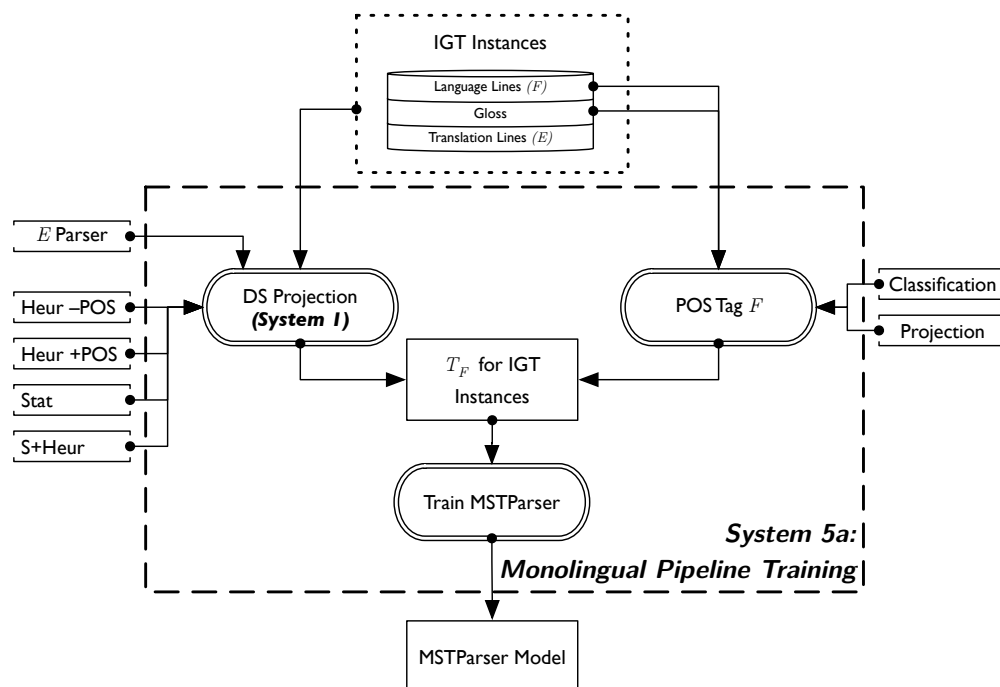 IGT Instances
Language Lines (F)
Gloss
Translation Lines (E)
E Parser
Heur –POS
Heur +POS
Stat
S+Heur
DS Projection
(System 1)
POS Tag F
Classification
Projection
T_F for IGT
Instances
Train MSTParser
System 5a:
Monolingual Pipeline Training
MSTParser Model